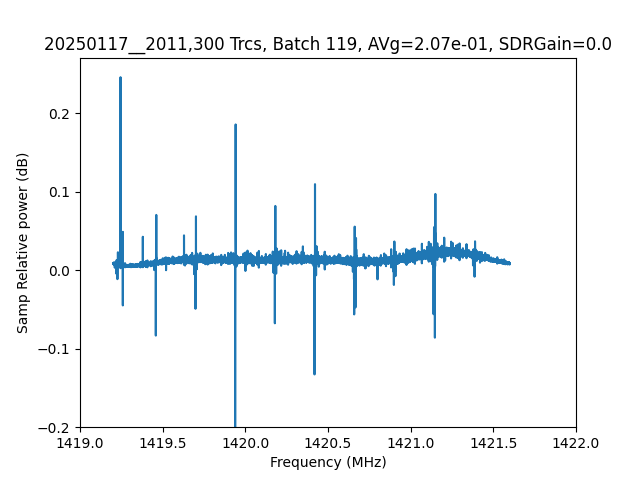 20250117__2011,300 Trcs, Batch 119, AVg=2.07e-01, SDRGain=0.0
Samp Relative power (dB)
0.2
0.1
0.0
−0.1
−0.2
1419.0 1419.5 1420.0 1420.5 1421.0 1421.5 1422.0
Frequency (MHz)